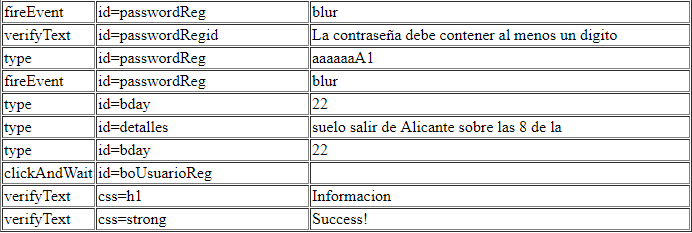 fireEvent id=passwordReg blur
verifyText id=passwordRegid La contraseña debe contener al menos un digito
type id=passwordReg aaaaaaA1
fireEvent id=passwordReg blur
type id=bday 22
type id=detalles suelo salir de Alicante sobre las 8 de la
type id=bday 22
clickAndWait id=boUsuarioReg
verifyText css=h1 Informacion
verifyText css=strong Success!